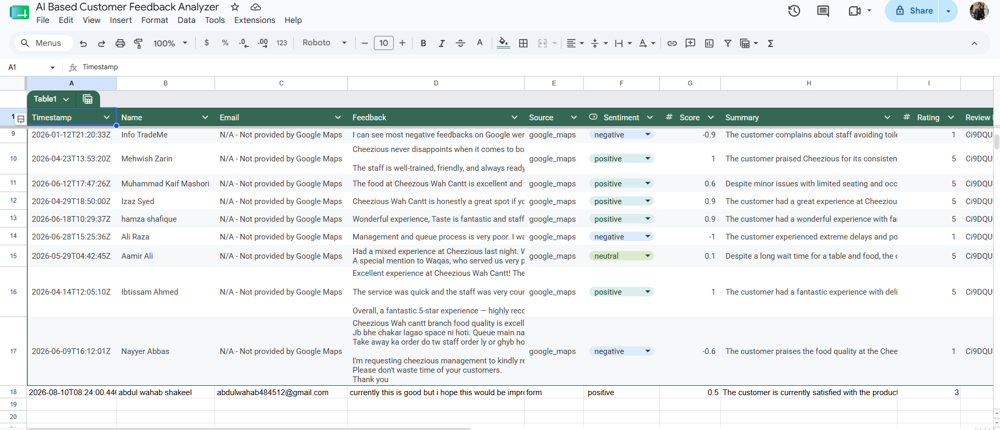 AI Based Customer Feedback Analyzer
File Edit View Insert Format Data Tools Extensions Help
Share
Menus 100% $ % .0 .00 123 Roboto 10 B I A
A1 Timestamp
A B C D E F G H I
Table1
1 Timestamp Name Email Feedback Source Sentiment # Score Summary # Rating Review
9 2026-01-12T21:20:33Z Info TradeMe N/A - Not provided by Google Maps I can see most negative feedbacks on Google wer google_maps negative -0.9 The customer complains about staff avoiding toile 1 Ci9DQU
10 2026-04-23T13:53:20Z Mehwish Zarin N/A - Not provided by Google Maps Cheezious never disappoints when it comes to bo
The staff is well-trained, friendly, and always ready google_maps positive 1 The customer praised Cheezious for its consisten 5 Ci9DQU
11 2026-06-12T17:47:26Z Muhammad Kaif Mashori N/A - Not provided by Google Maps The food at Cheezous Wah Cantt is excellent and google_maps positive 0.6 Despite minor issues with limited seating and occ 5 Ci9DQU
12 2026-04-29T18:50:00Z Izaz Syed N/A - Not provided by Google Maps Cheezious Wah Cantt is honestly a great spot if yo google_maps positive 0.9 The customer had a great experience at Cheeziou 5 Ci9DQU
13 2026-06-18T10:29:37Z hamza shafique N/A - Not provided by Google Maps Wonderful experience, Taste is fantastic and staff google_maps positive 0.9 The customer had a wonderful experience with fa 5 Ci9DQU
14 2026-06-28T15:25:36Z Ali Raza N/A - Not provided by Google Maps Management and queue process is very poor. I wa google_maps negative -1 The customer experienced extreme delays and po 1 Ci9DQU
15 2026-05-29T04:42:45Z Aamir Ali N/A - Not provided by Google Maps Had a mixed experience at Cheezious last night. W
A special mention to Waqas, who served us very p google_maps neutral 0.1 Despite a long wait time for a table and food, the c 5 Ci9DQU
16 2026-04-14T12:05:10Z Ibtissam Ahmed N/A - Not provided by Google Maps Excellent experience at Cheezious Wah Cantt! The
The service was quick and the staff was very cour google_maps positive 1 The customer had a fantastic experience with deli 5 Ci9DQU
Overall, a fantastic 5-star experience — highly recc
17 2026-06-09T16:12:01Z Nayyer Abbas N/A - Not provided by Google Maps Cheezious Wah cantt branch food quality is excell
Jb bhe chakar lagao space ni hoti. Queue main na
Take away ka order do tw staff order ly or ghyb ho google_maps negative -0.6 The customer praises the food quality at the Chee 1 Ci9DQU
I'm requesting cheezious management to kindly re
Please don't waste time of your customers.
Thank you
18 2026-08-10T08:24:00.446 abdul wahab shakeel abdulwahab484512@gmail.com currently this is good but i hope this would be impro form positive 0.5 The customer is currently satisfied with the product 3
19
20